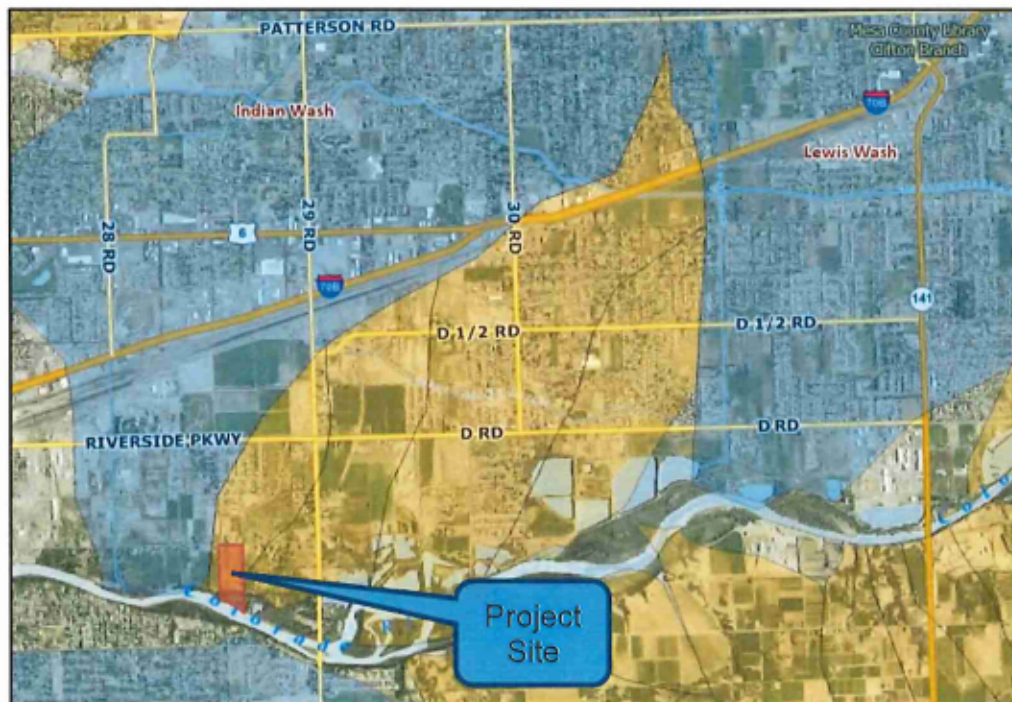 PATTERSON RD
Mesa County Library
Clifton Branch
Indian Wash
70B
Lewis Wash
28 RD
29 RD
30 RD
6
70B
141
D 1/2 RD
D 1/2 RD
RIVERSIDE PKWY
D RD
D RD
Colo
Colorado
R
Project
Site